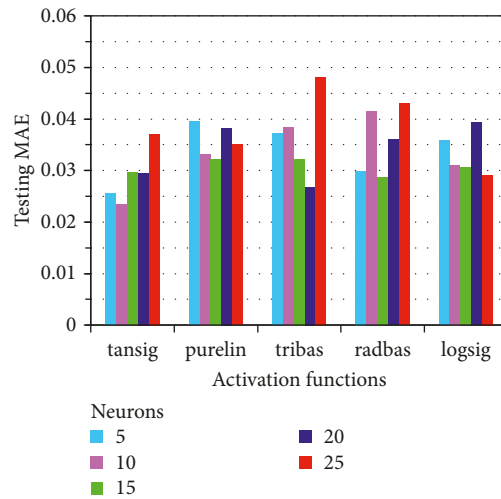 0.06
0.05
0.04
0.03
0.02
0.01
0
Testing MAE
tansig purelin tribas radbas logsig
Activation functions
Neurons
5 20
10 25
15